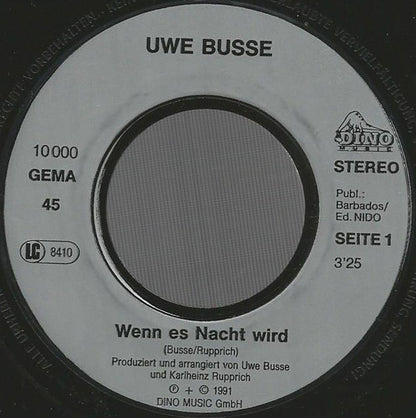 UWE BUSSE
10 000
GEMA
45
LC 8410
DINO
MUSIC
STEREO
Publ.:
Barbados/
Ed. NIDO
SEITE 1
3'25
Wenn es Nacht wird
(Busse/Rupprich)
Produziert und arrangiert von Uwe Busse
und Karlheinz Rupprich
℗ + © 1991
DINO MUSIC GmbH